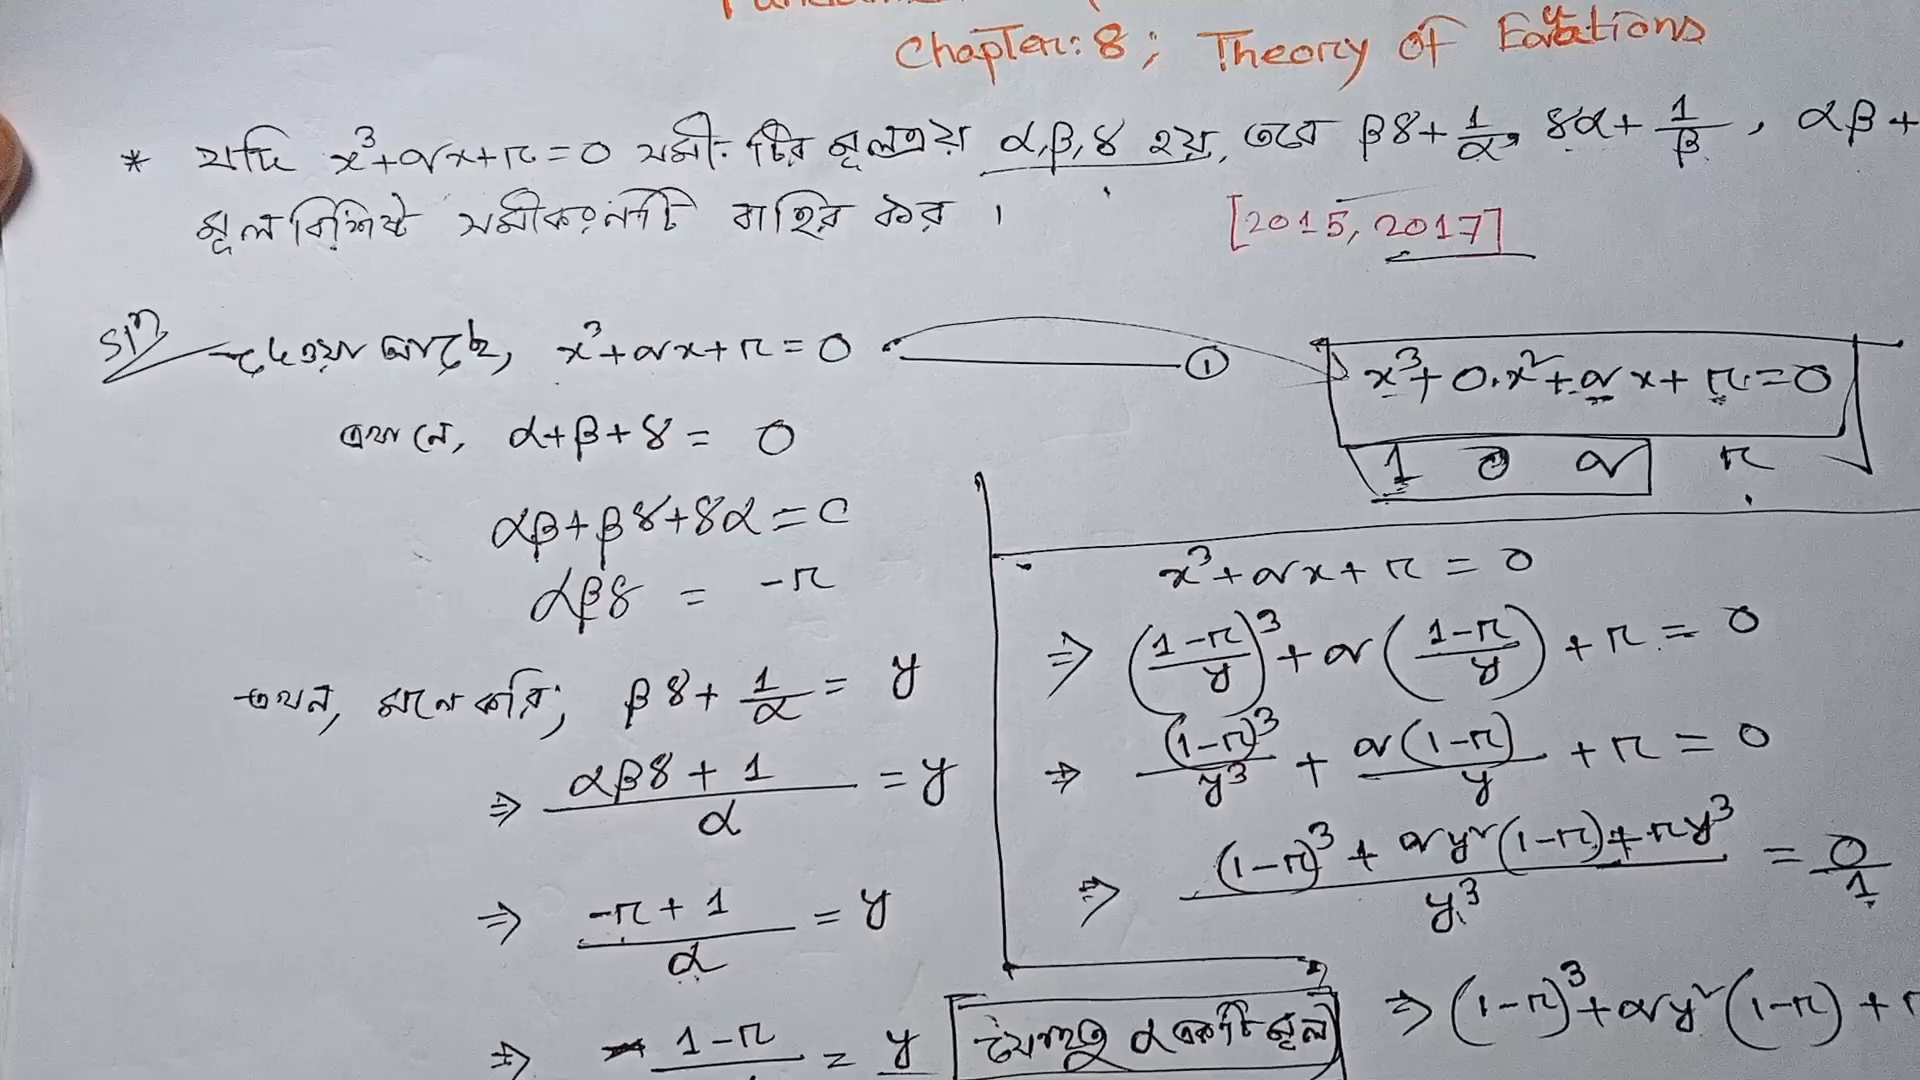 Chapter: 8; Theory of Equations
* যদি x³+qx+r=0 সমী: টির মূলত্রয় α,β,γ হয়, তবে βγ+1/α, γα+1/β, αβ+
মূল বিশিষ্ট সমীকরণটি বাহির কর। [2015, 2017]
Slⁿ দেওয়া আছে, x³+qx+r=0 ①
x³+0.x²+qx+r=0
1 0 q r
এখানে, α+β+γ= 0
αβ+βγ+γα=C
αβγ = -r
এখন, মনে করি; βγ+1/α= y
⇒ (αβγ+1)/α =y
⇒ (-r+1)/α =y
⇒ 1-r = y
যেহেতু α একটি মূল
x³+qx+r=0
⇒ ((1-r)/y)³+q((1-r)/y)+r=0
⇒ (1-r)³/y³ + q(1-r)/y +r=0
⇒ ((1-r)³+qy²(1-r)+ry³)/y³ = 0/1
⇒ (1-r)³+qy²(1-r)+r